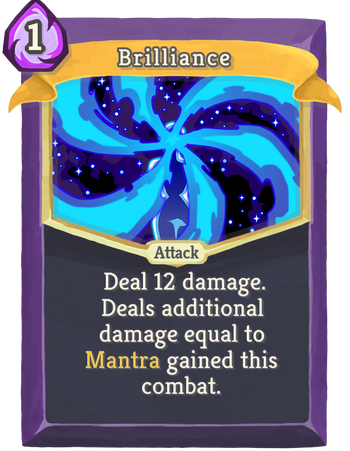 1
Brilliance
Attack
Deal 12 damage.
Deals additional
damage equal to
Mantra gained this
combat.